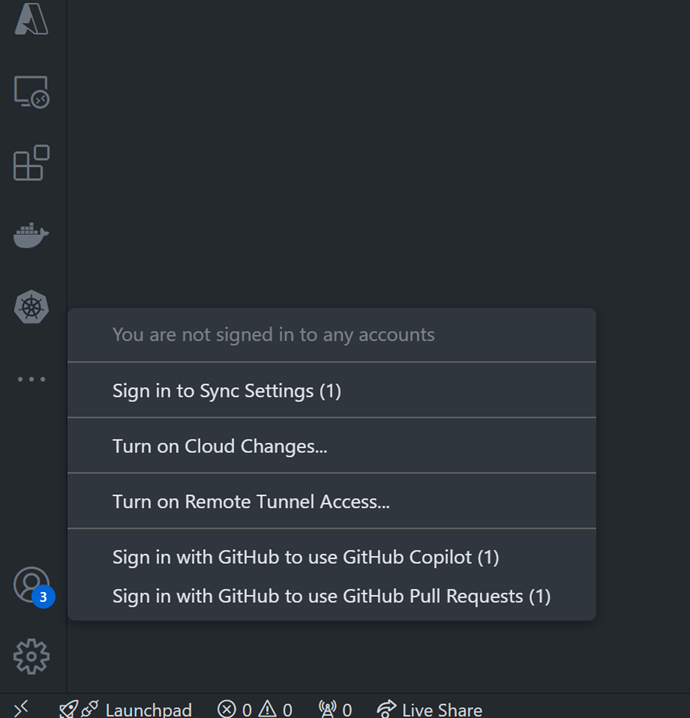 You are not signed in to any accounts
Sign in to Sync Settings (1)
Turn on Cloud Changes...
Turn on Remote Tunnel Access...
Sign in with GitHub to use GitHub Copilot (1)
Sign in with GitHub to use GitHub Pull Requests (1)
3
Launchpad 0 0 0 Live Share